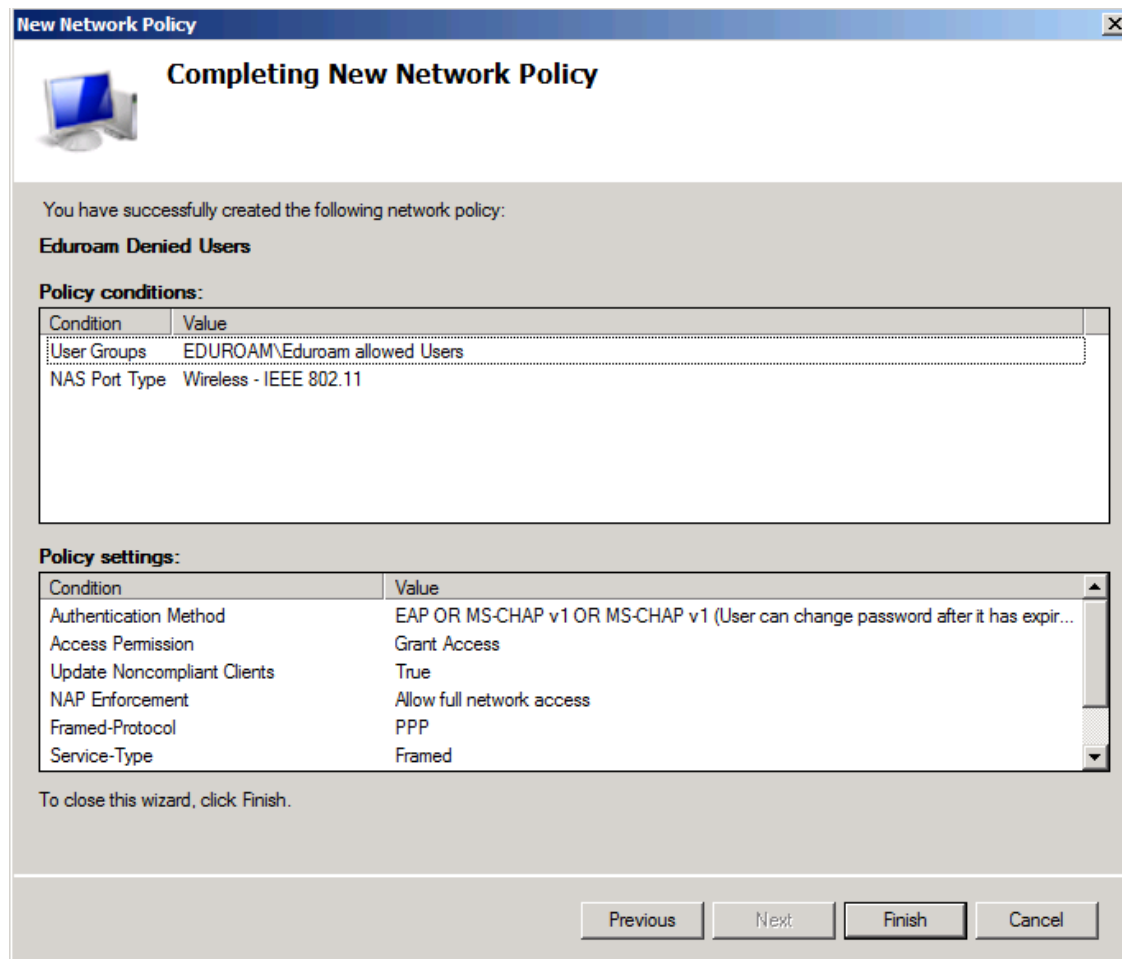 New Network Policy
Completing New Network Policy
You have successfully created the following network policy:
Eduroam Denied Users
Policy conditions:
Condition Value
User Groups EDUROAM\Eduroam allowed Users
NAS Port Type Wireless - IEEE 802.11
Policy settings:
Condition Value
Authentication Method EAP OR MS-CHAP v1 OR MS-CHAP v1 (User can change password after it has expir...
Access Permission Grant Access
Update Noncompliant Clients True
NAP Enforcement Allow full network access
Framed-Protocol PPP
Service-Type Framed
To close this wizard, click Finish.
Previous Next Finish Cancel